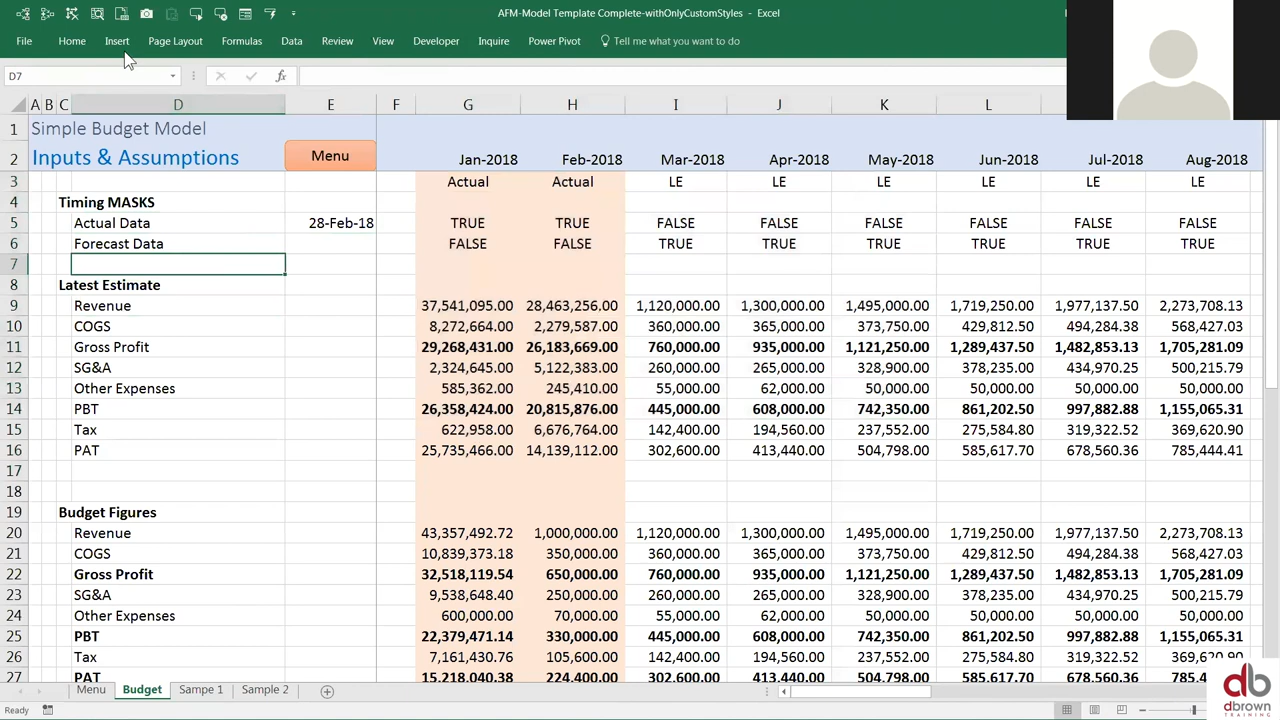 AFM-Model Template Complete-withOnlyCustomStyles - Excel
File Home Insert Page Layout Formulas Data Review View Developer Inquire Power Pivot Tell me what you want to do
D7 fx
A B C D E F G H I J K L
1 Simple Budget Model
2 Inputs & Assumptions Menu Jan-2018 Feb-2018 Mar-2018 Apr-2018 May-2018 Jun-2018 Jul-2018 Aug-2018
3 Actual Actual LE LE LE LE LE LE
4 Timing MASKS
5 Actual Data 28-Feb-18 TRUE TRUE FALSE FALSE FALSE FALSE FALSE FALSE
6 Forecast Data FALSE FALSE TRUE TRUE TRUE TRUE TRUE TRUE
7
8 Latest Estimate
9 Revenue 37,541,095.00 28,463,256.00 1,120,000.00 1,300,000.00 1,495,000.00 1,719,250.00 1,977,137.50 2,273,708.13
10 COGS 8,272,664.00 2,279,587.00 360,000.00 365,000.00 373,750.00 429,812.50 494,284.38 568,427.03
11 Gross Profit 29,268,431.00 26,183,669.00 760,000.00 935,000.00 1,121,250.00 1,289,437.50 1,482,853.13 1,705,281.09
12 SG&A 2,324,645.00 5,122,383.00 260,000.00 265,000.00 328,900.00 378,235.00 434,970.25 500,215.79
13 Other Expenses 585,362.00 245,410.00 55,000.00 62,000.00 50,000.00 50,000.00 50,000.00 50,000.00
14 PBT 26,358,424.00 20,815,876.00 445,000.00 608,000.00 742,350.00 861,202.50 997,882.88 1,155,065.31
15 Tax 622,958.00 6,676,764.00 142,400.00 194,560.00 237,552.00 275,584.80 319,322.52 369,620.90
16 PAT 25,735,466.00 14,139,112.00 302,600.00 413,440.00 504,798.00 585,617.70 678,560.36 785,444.41
17
18
19 Budget Figures
20 Revenue 43,357,492.72 1,000,000.00 1,120,000.00 1,300,000.00 1,495,000.00 1,719,250.00 1,977,137.50 2,273,708.13
21 COGS 10,839,373.18 350,000.00 360,000.00 365,000.00 373,750.00 429,812.50 494,284.38 568,427.03
22 Gross Profit 32,518,119.54 650,000.00 760,000.00 935,000.00 1,121,250.00 1,289,437.50 1,482,853.13 1,705,281.09
23 SG&A 9,538,648.40 250,000.00 260,000.00 265,000.00 328,900.00 378,235.00 434,970.25 500,215.79
24 Other Expenses 600,000.00 70,000.00 55,000.00 62,000.00 50,000.00 50,000.00 50,000.00 50,000.00
25 PBT 22,379,471.14 330,000.00 445,000.00 608,000.00 742,350.00 861,202.50 997,882.88 1,155,065.31
26 Tax 7,161,430.76 105,600.00 142,400.00 194,560.00 237,552.00 275,584.80 319,322.52
27 PAT 15,218,040.38 224,400.00 302,600.00 413,440.00 504,798.00 585,617.70 678,560.36
Menu Budget Sampe 1 Sample 2
Ready
db
dbrown
TRAINING